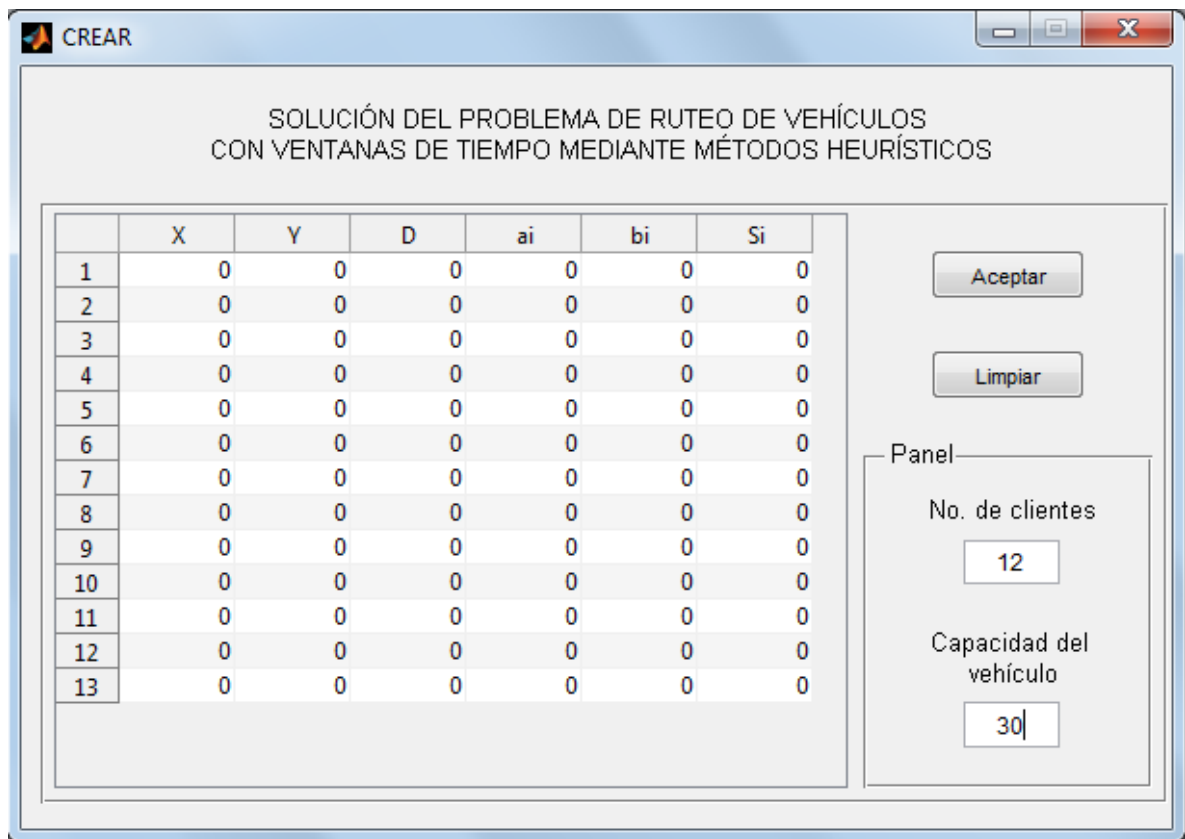 CREAR
SOLUCIÓN DEL PROBLEMA DE RUTEO DE VEHÍCULOS
CON VENTANAS DE TIEMPO MEDIANTE MÉTODOS HEURÍSTICOS
X Y D ai bi Si
1 0 0 0 0 0 0
2 0 0 0 0 0 0
3 0 0 0 0 0 0
4 0 0 0 0 0 0
5 0 0 0 0 0 0
6 0 0 0 0 0 0
7 0 0 0 0 0 0
8 0 0 0 0 0 0
9 0 0 0 0 0 0
10 0 0 0 0 0 0
11 0 0 0 0 0 0
12 0 0 0 0 0 0
13 0 0 0 0 0 0
Aceptar
Limpiar
Panel
No. de clientes
12
Capacidad del
vehículo
30